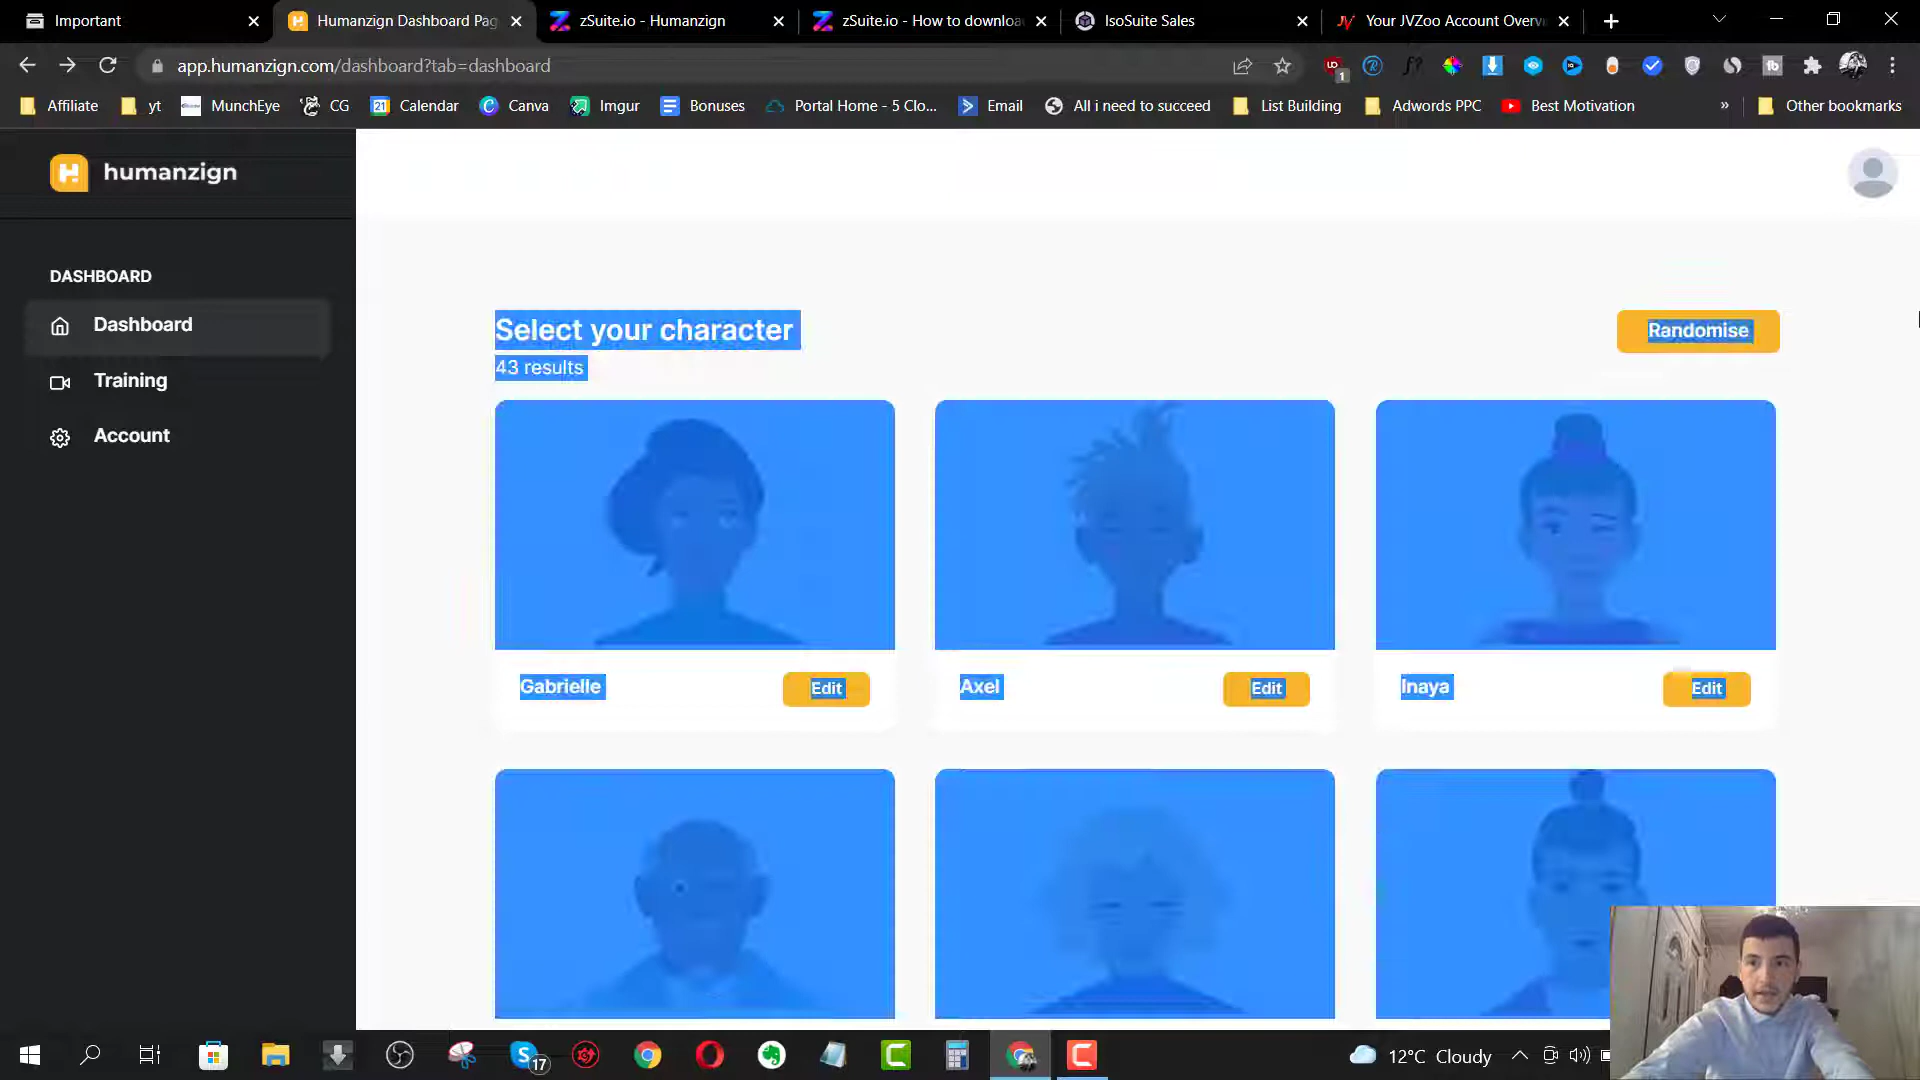 Important
Humanzign Dashboard Pag
zSuite.io - Humanzign
zSuite.io - How to downloa
IsoSuite Sales
Your JVZoo Account Overvi
app.humanzign.com/dashboard?tab=dashboard
1
Affiliate
yt
MunchEye
CG
Calendar
Canva
Imgur
Bonuses
Portal Home - 5 Clo...
Email
All i need to succeed
List Building
Adwords PPC
Best Motivation
»
Other bookmarks
humanzign
DASHBOARD
Dashboard
Training
Account
Select your character
43 results
Randomise
Gabrielle
Edit
Axel
Edit
Inaya
Edit
17
12°C Cloudy